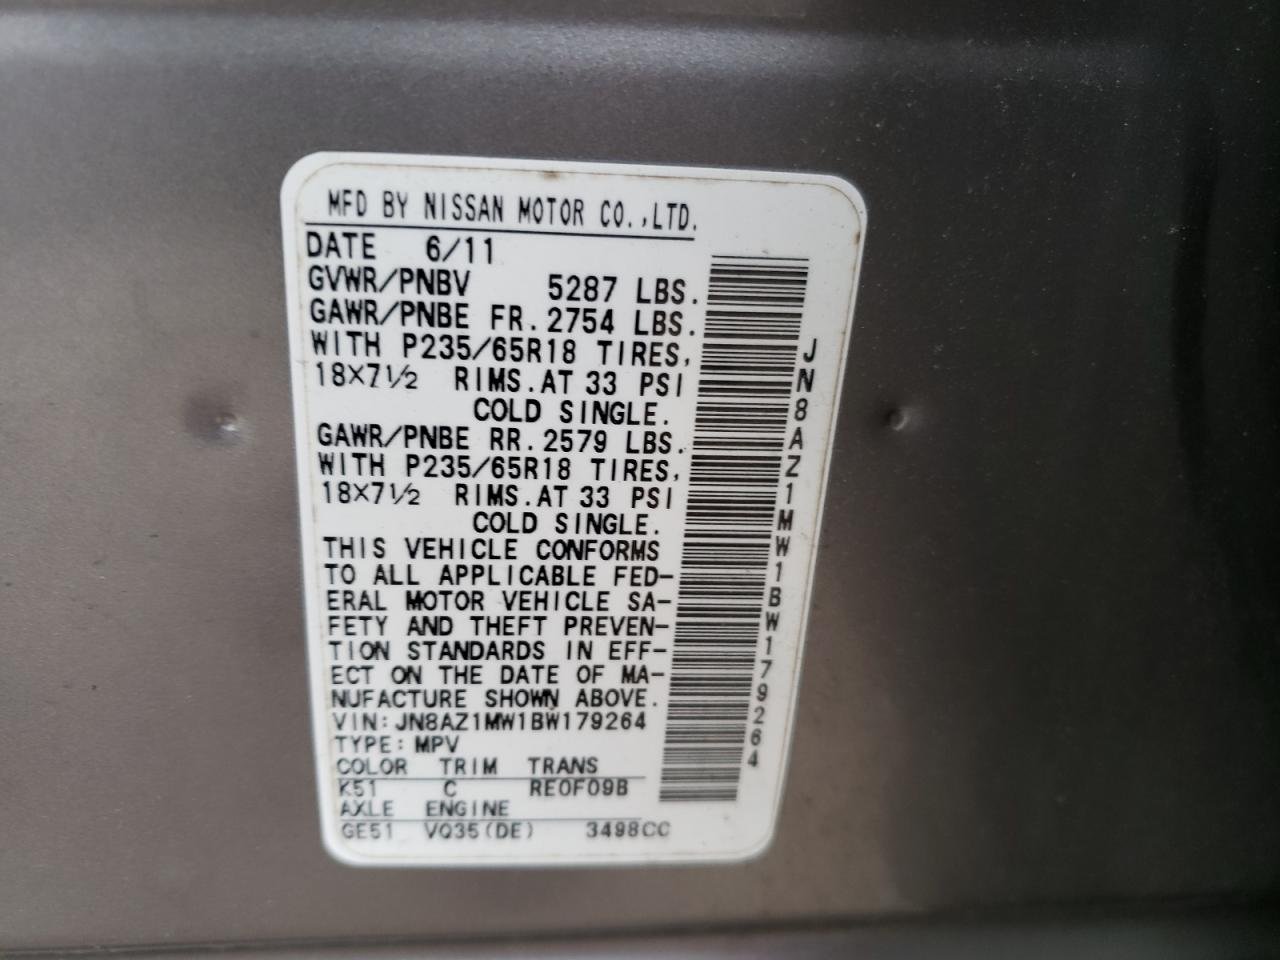 MFD BY NISSAN MOTOR CO.,LTD.
DATE 6/11
GVWR/PNBV 5287 LBS.
GAWR/PNBE FR. 2754 LBS.
WITH P235/65R18 TIRES,
18×7½ RIMS. AT 33 PSI
COLD SINGLE.
GAWR/PNBE RR. 2579 LBS.
WITH P235/65R18 TIRES,
18×7½ RIMS. AT 33 PSI
COLD SINGLE.
THIS VEHICLE CONFORMS
TO ALL APPLICABLE FED-
ERAL MOTOR VEHICLE SA-
FETY AND THEFT PREVEN-
TION STANDARDS IN EFF-
ECT ON THE DATE OF MA-
NUFACTURE SHOWN ABOVE.
VIN: JN8AZ1MW1BW179264
TYPE: MPV
COLOR TRIM TRANS
K51 C RE0F09B
AXLE ENGINE
GE51 VQ35(DE) 3498CC
JN8AZ1MW1BW179264